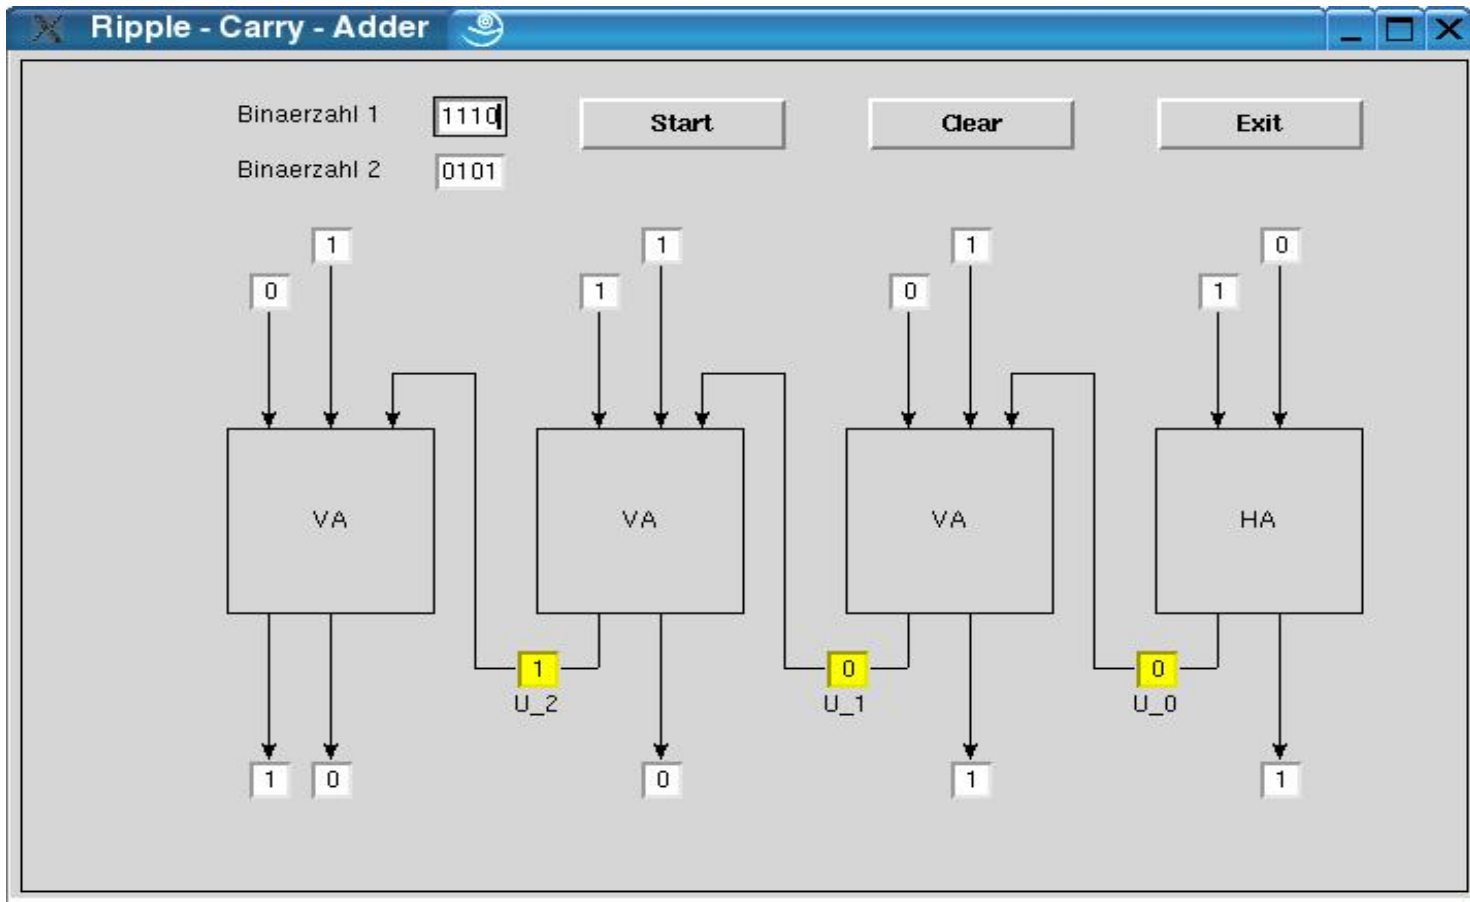 Ripple - Carry - Adder
Binaerzahl 1 1110 Start Clear Exit
Binaerzahl 2 0101
1 1 1 0
0 1 0 1
VA VA VA HA
1 0 0
U_2 U_1 U_0
1 0 0 1 1